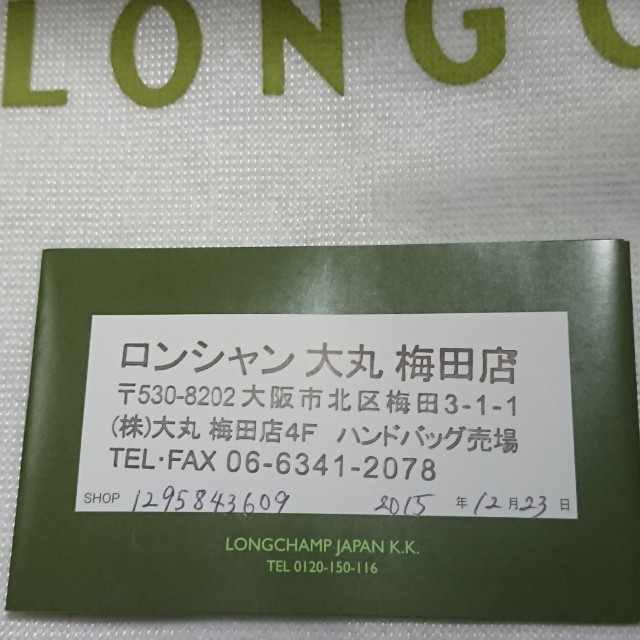 LONG
ロンシャン 大丸 梅田店
〒530-8202 大阪市北区梅田3-1-1
(株)大丸 梅田店4F ハンドバッグ売場
TEL・FAX 06-6341-2078
SHOP 1295843609 2015 年 12 月 23 日
LONGCHAMP JAPAN K.K.
TEL 0120-150-116